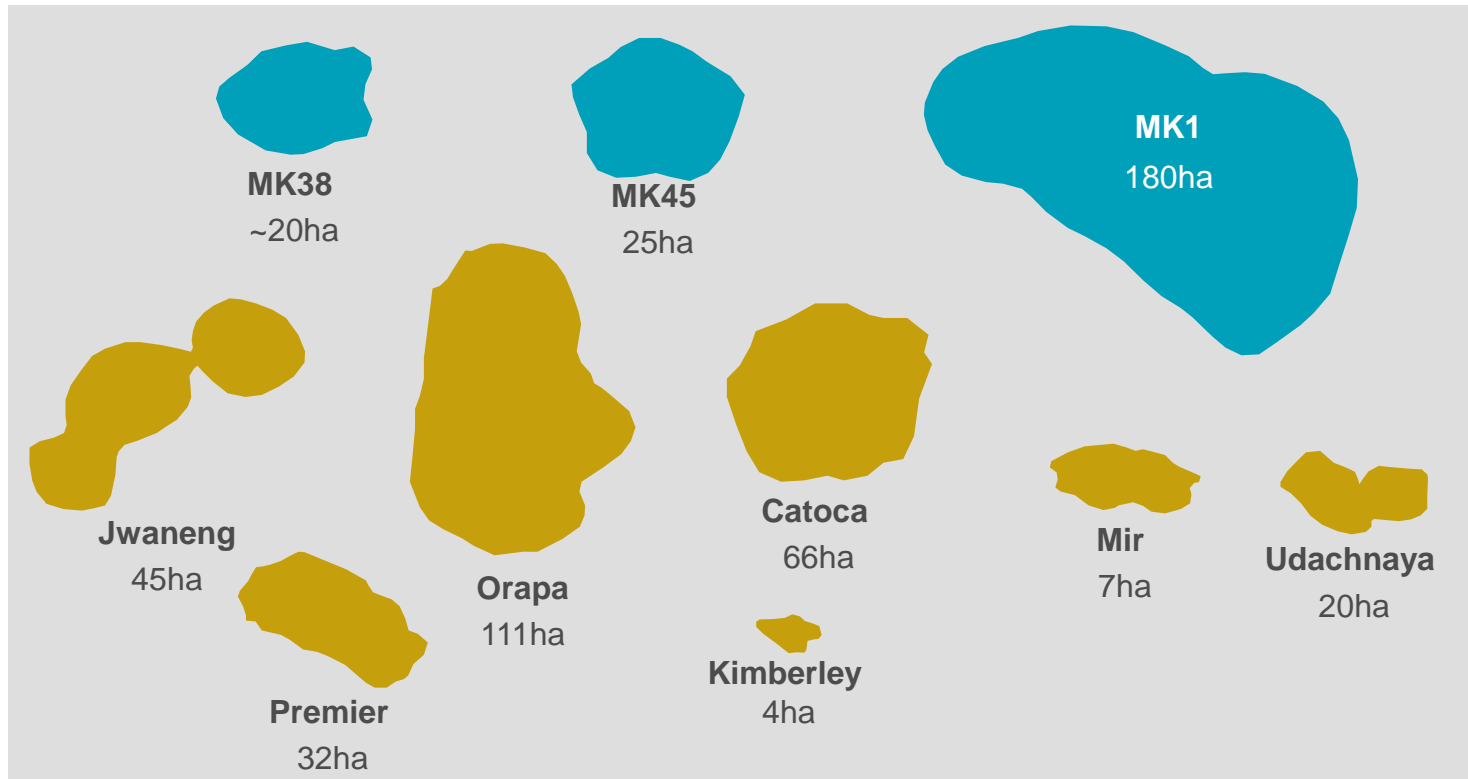 MK38
~20ha
MK45
25ha
MK1
180ha
Jwaneng
45ha
Orapa
111ha
Catoca
66ha
Mir
7ha
Udachnaya
20ha
Premier
32ha
Kimberley
4ha